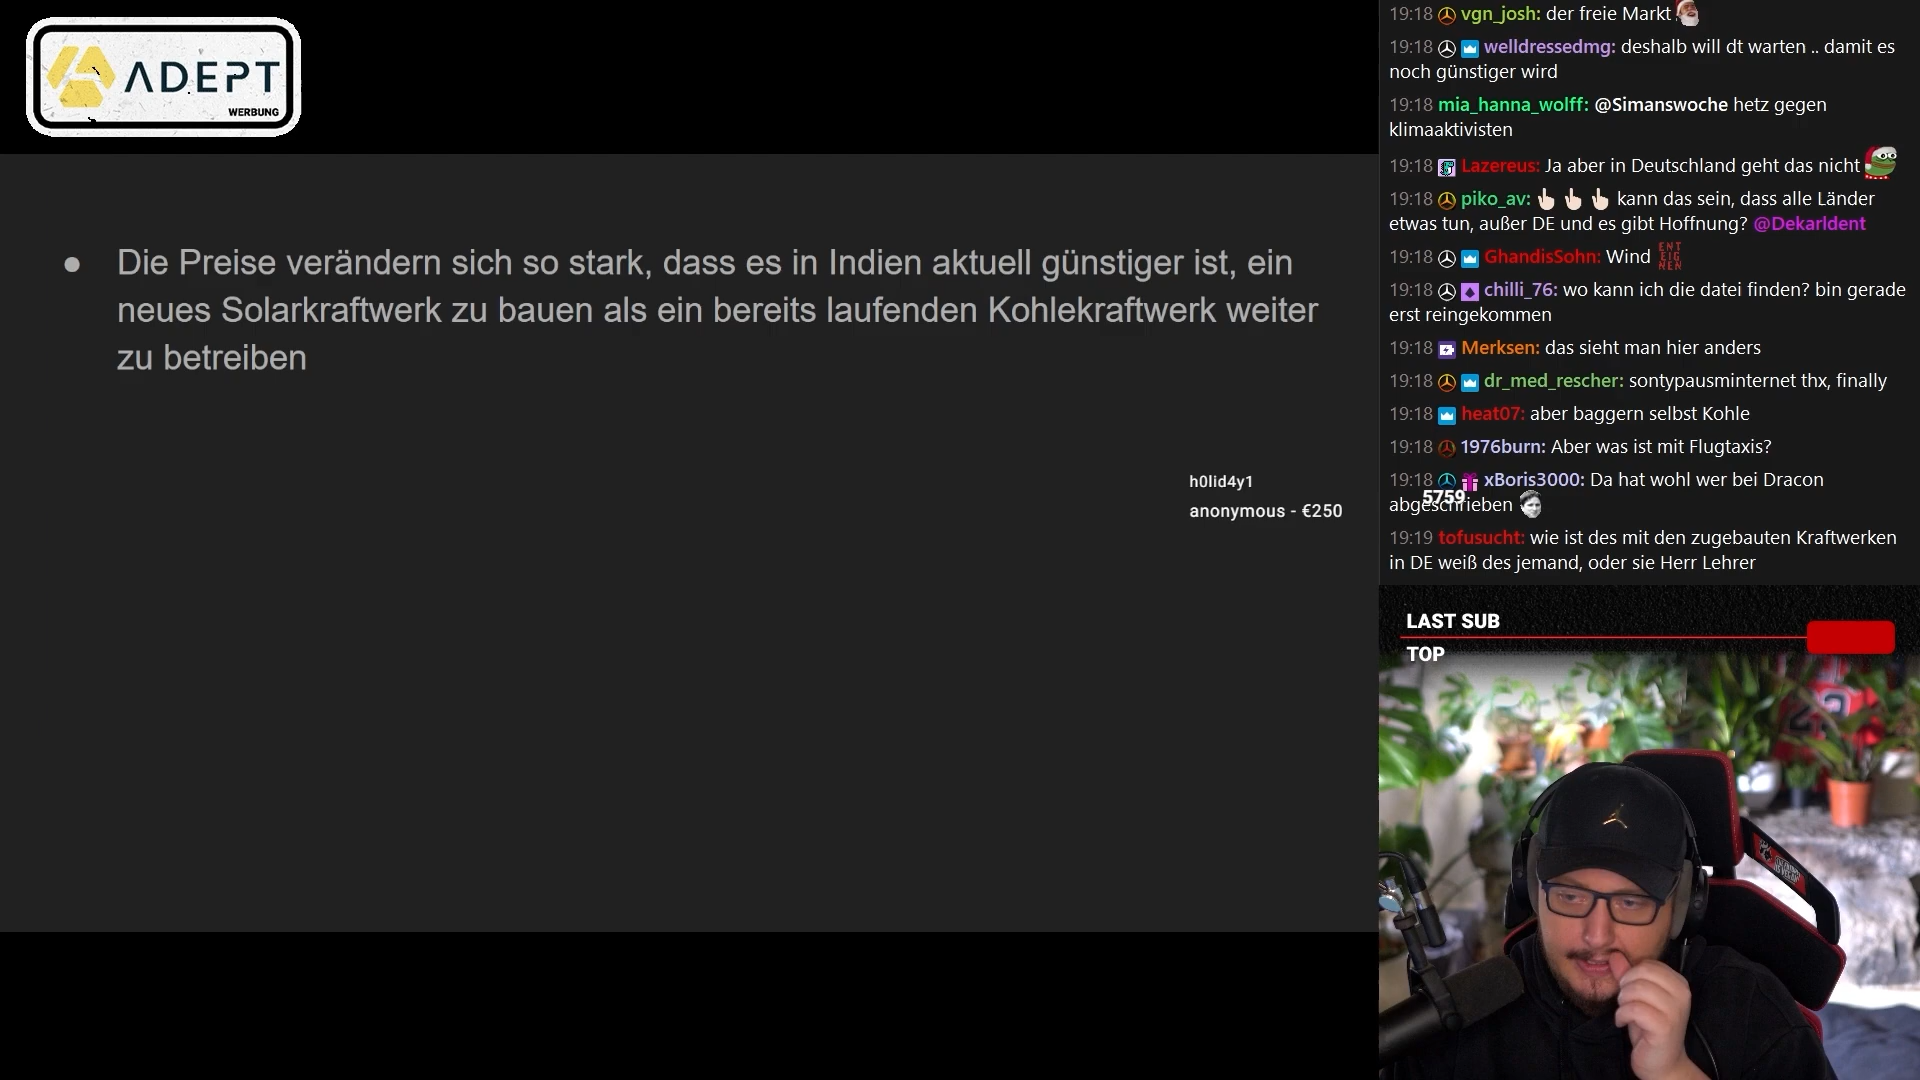 ADEPT
WERBUNG
Die Preise verändern sich so stark, dass es in Indien aktuell günstiger ist, ein
neues Solarkraftwerk zu bauen als ein bereits laufenden Kohlekraftwerk weiter
zu betreiben
h0lid4y1
anonymous - €250
19:18 vgn_josh: der freie Markt
19:18 welldressedmg: deshalb will dt warten .. damit es
noch günstiger wird
19:18 mia_hanna_wolff: @Simanswoche hetz gegen
klimaaktivisten
19:18 Lazereus: Ja aber in Deutschland geht das nicht
19:18 piko_av: 👆🏻 👆🏻 👆🏻 kann das sein, dass alle Länder
etwas tun, außer DE und es gibt Hoffnung? @Dekarldent
19:18 GhandisSohn: Wind ENT EIG NEN
19:18 chilli_76: wo kann ich die datei finden? bin gerade
erst reingekommen
19:18 Merksen: das sieht man hier anders
19:18 dr_med_rescher: sontypausminternet thx, finally
19:18 heat07: aber baggern selbst Kohle
19:18 1976burn: Aber was ist mit Flugtaxis?
19:18 xBoris3000: Da hat wohl wer bei Dracon
5759
abgeschrieben
19:19 tofusucht: wie ist des mit den zugebauten Kraftwerken
in DE weiß des jemand, oder sie Herr Lehrer
LAST SUB
TOP